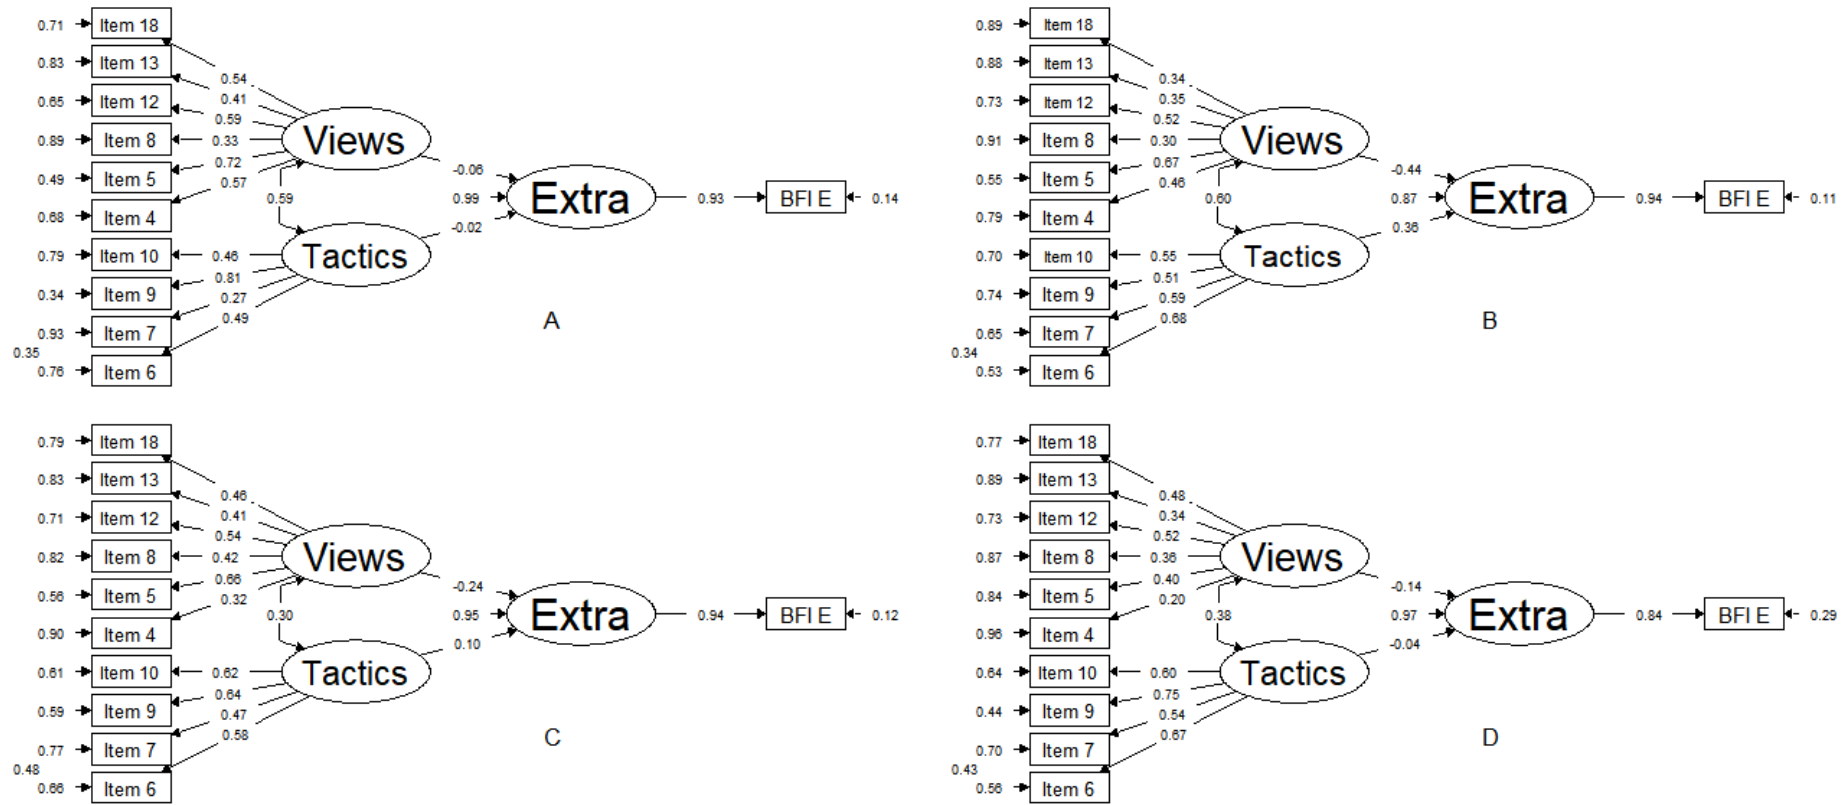 0.71 Item 18
0.83 Item 13
0.54
0.65 Item 12
0.41
0.59
0.89 Item 8
0.33
Views
0.72
0.49 Item 5
0.57
-0.06
0.59
0.99
Extra
0.93
BFI E
0.14
0.68 Item 4
-0.02
0.79 Item 10
0.46
Tactics
0.81
0.34 Item 9
0.27
0.49
A
0.93 Item 7
0.35
0.76 Item 6
0.89 Item 18
0.88 Item 13
0.34
0.73 Item 12
0.35
0.52
0.91 Item 8
0.30
Views
0.67
0.55 Item 5
0.46
-0.44
0.60
0.87
Extra
0.94
BFI E
0.11
0.79 Item 4
0.36
0.70 Item 10
0.55
Tactics
0.51
0.74 Item 9
0.59
0.68
B
0.65 Item 7
0.34
0.53 Item 6
0.79 Item 18
0.83 Item 13
0.46
0.71 Item 12
0.41
0.54
0.82 Item 8
0.42
Views
0.66
0.56 Item 5
0.32
-0.24
0.30
0.95
Extra
0.94
BFI E
0.12
0.90 Item 4
0.10
0.61 Item 10
0.62
Tactics
0.64
0.59 Item 9
0.47
0.58
C
0.77 Item 7
0.48
0.66 Item 6
0.77 Item 18
0.89 Item 13
0.48
0.73 Item 12
0.34
0.52
0.87 Item 8
0.36
Views
0.40
0.84 Item 5
0.20
-0.14
0.38
0.97
Extra
0.84
BFI E
0.29
0.96 Item 4
-0.04
0.64 Item 10
0.60
Tactics
0.75
0.44 Item 9
0.54
0.67
D
0.70 Item 7
0.43
0.56 Item 6